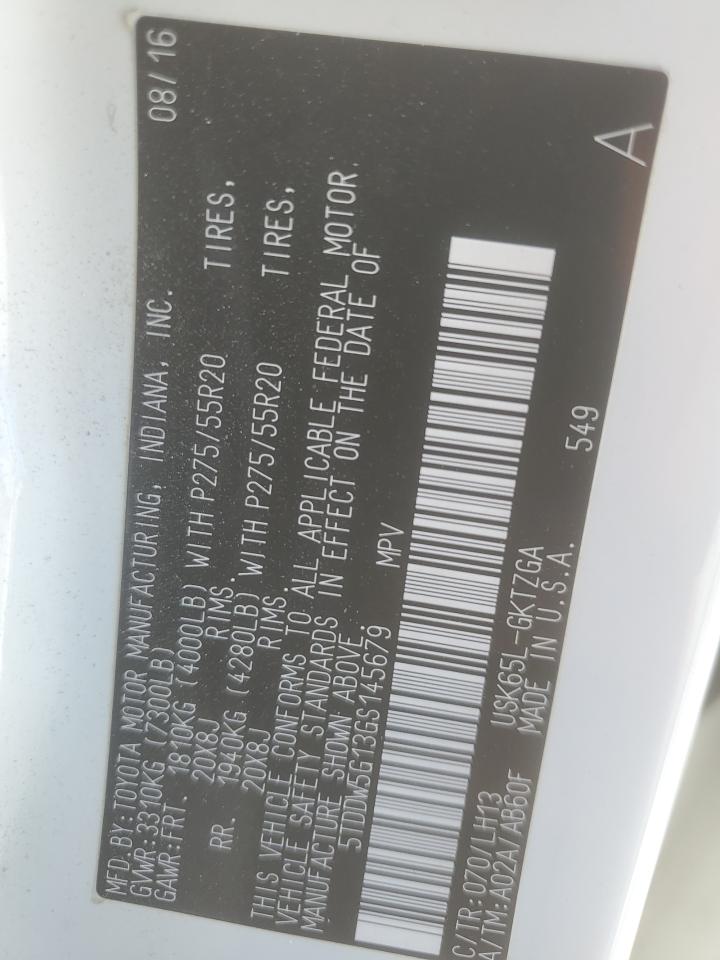 MFD. BY: TOYOTA MOTOR MANUFACTURING, INDIANA, INC. 08/16
GVWR: 3310KG (7300LB)
GAWR: FRT. 1810KG (4000LB) WITH P275/55R20 TIRES,
20X8J RIMS.
RR. 1940KG (4280LB) WITH P275/55R20 TIRES,
20X8J RIMS.
THIS VEHICLE CONFORMS TO ALL APPLICABLE FEDERAL MOTOR
VEHICLE SAFETY STANDARDS IN EFFECT ON THE DATE OF
MANUFACTURE SHOWN ABOVE.
5TDDW5G13GS145679 MPV
A
C/TR: 070/LH13 USK65L-GKTZGA 549
A/TM: A02A/AB60F MADE IN U.S.A.